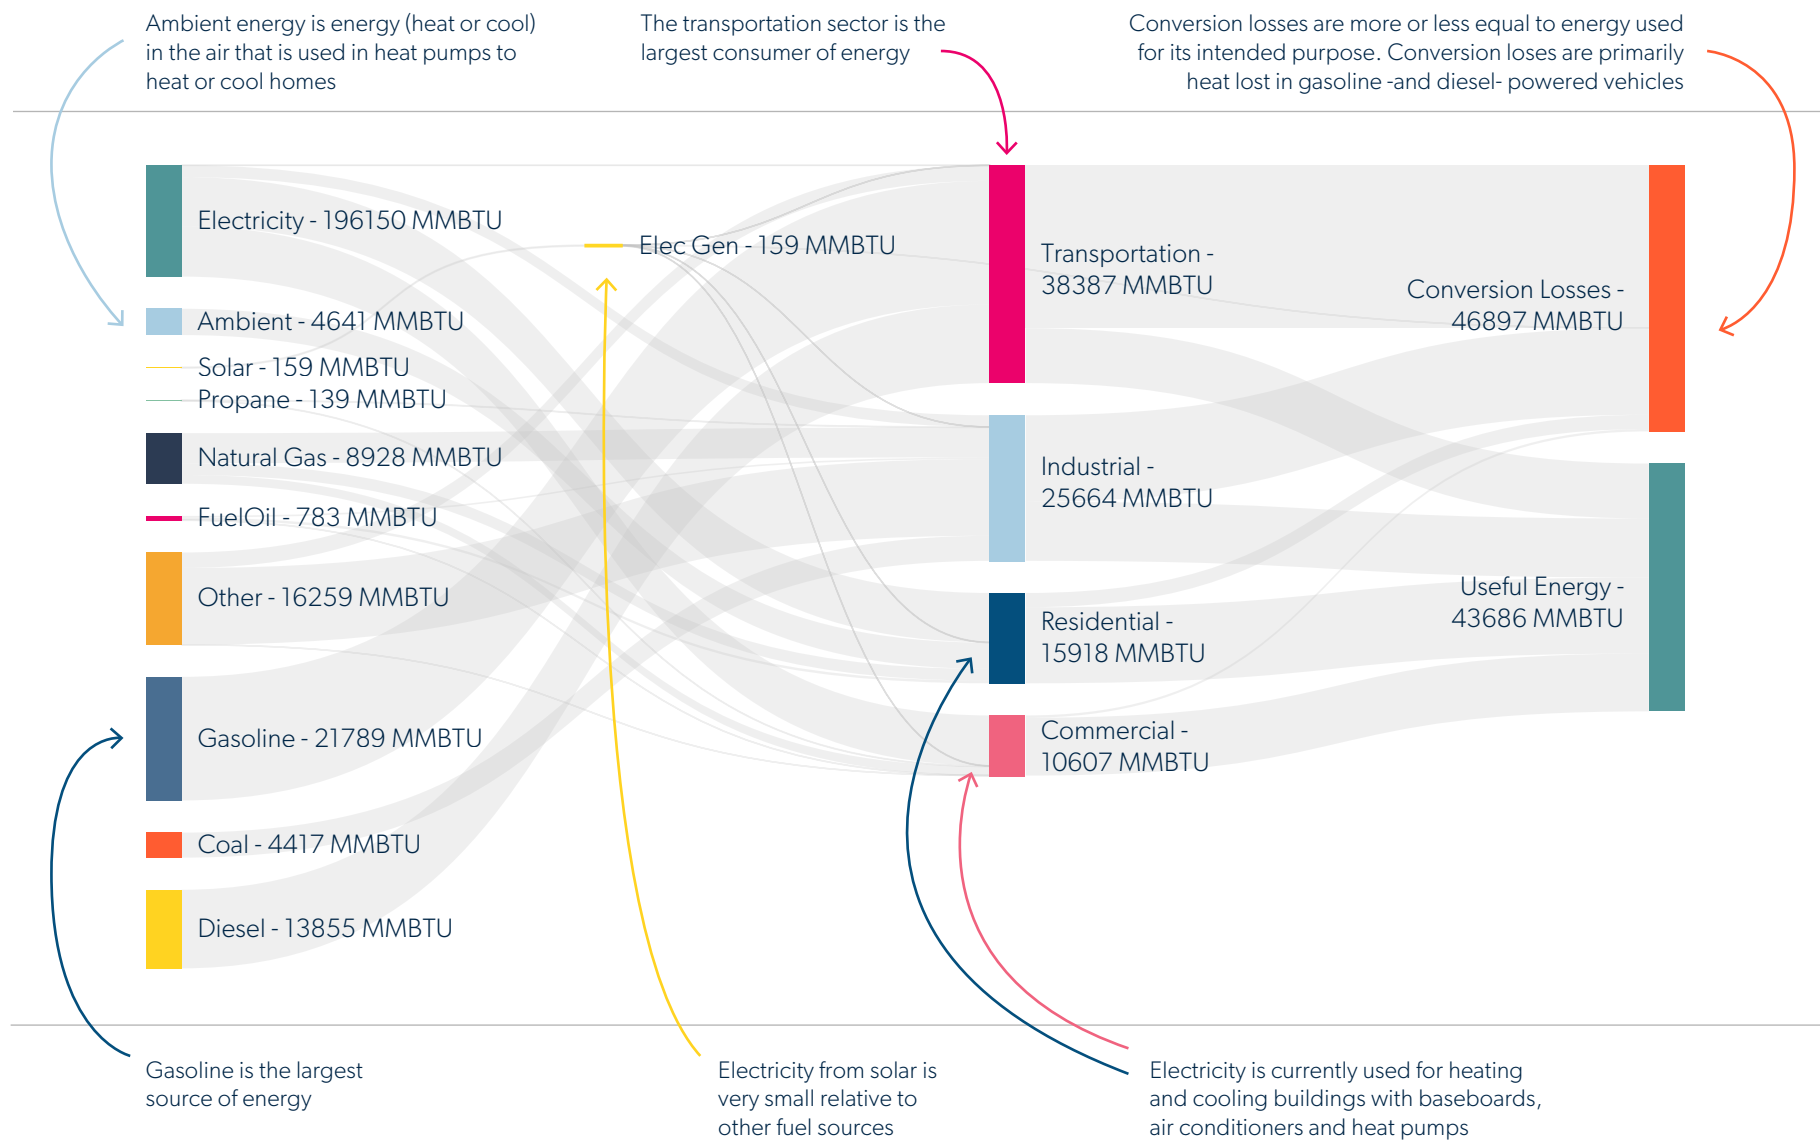 Ambient energy is energy (heat or cool)
in the air that is used in heat pumps to
heat or cool homes
The transportation sector is the
largest consumer of energy
Conversion losses are more or less equal to energy used
for its intended purpose. Conversion loses are primarily
heat lost in gasoline -and diesel- powered vehicles
Electricity - 196150 MMBTU
Ambient - 4641 MMBTU
Solar - 159 MMBTU
Propane - 139 MMBTU
Natural Gas - 8928 MMBTU
FuelOil - 783 MMBTU
Other - 16259 MMBTU
Gasoline - 21789 MMBTU
Coal - 4417 MMBTU
Diesel - 13855 MMBTU
Elec Gen - 159 MMBTU
Transportation -
38387 MMBTU
Industrial -
25664 MMBTU
Residential -
15918 MMBTU
Commercial -
10607 MMBTU
Conversion Losses -
46897 MMBTU
Useful Energy -
43686 MMBTU
Gasoline is the largest
source of energy
Electricity from solar is
very small relative to
other fuel sources
Electricity is currently used for heating
and cooling buildings with baseboards,
air conditioners and heat pumps